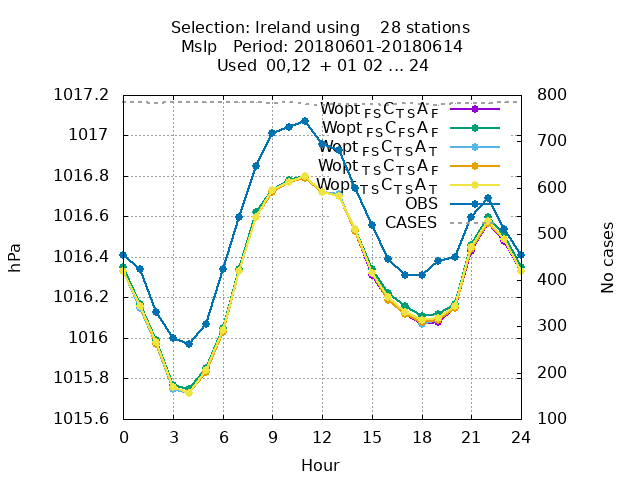 Selection: Ireland using 28 stations
Mslp Period: 20180601-20180614
Used 00,12 + 01 02 ... 24
1017.2
1017
1016.8
1016.6
1016.4
1016.2
1016
1015.8
1015.6
hPa
800
700
600
500
400
300
200
100
No cases
Wopt FS C TS A F
Wopt FS C FS A F
Wopt FS C TS A T
Wopt TS C TS A F
Wopt TS C TS A T
OBS
CASES
0 3 6 9 12 15 18 21 24
Hour